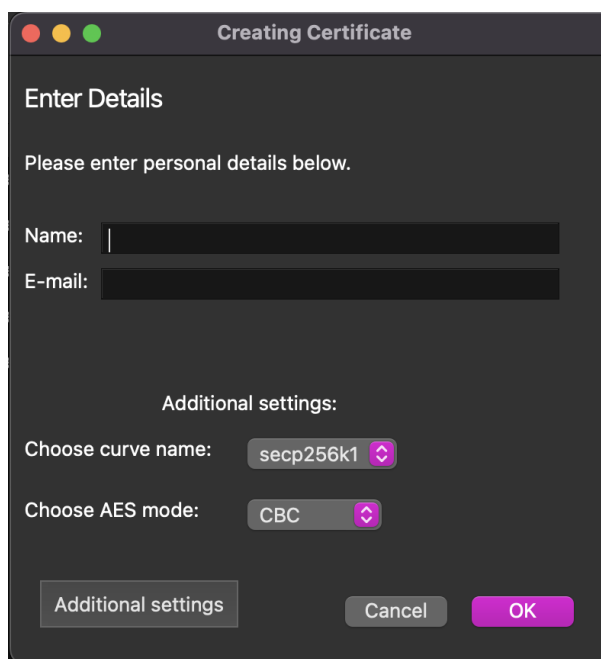 Creating Certificate
Enter Details
Please enter personal details below.
Name:
E-mail:
Additional settings:
Choose curve name: secp256k1
Choose AES mode: CBC
Additional settings Cancel OK